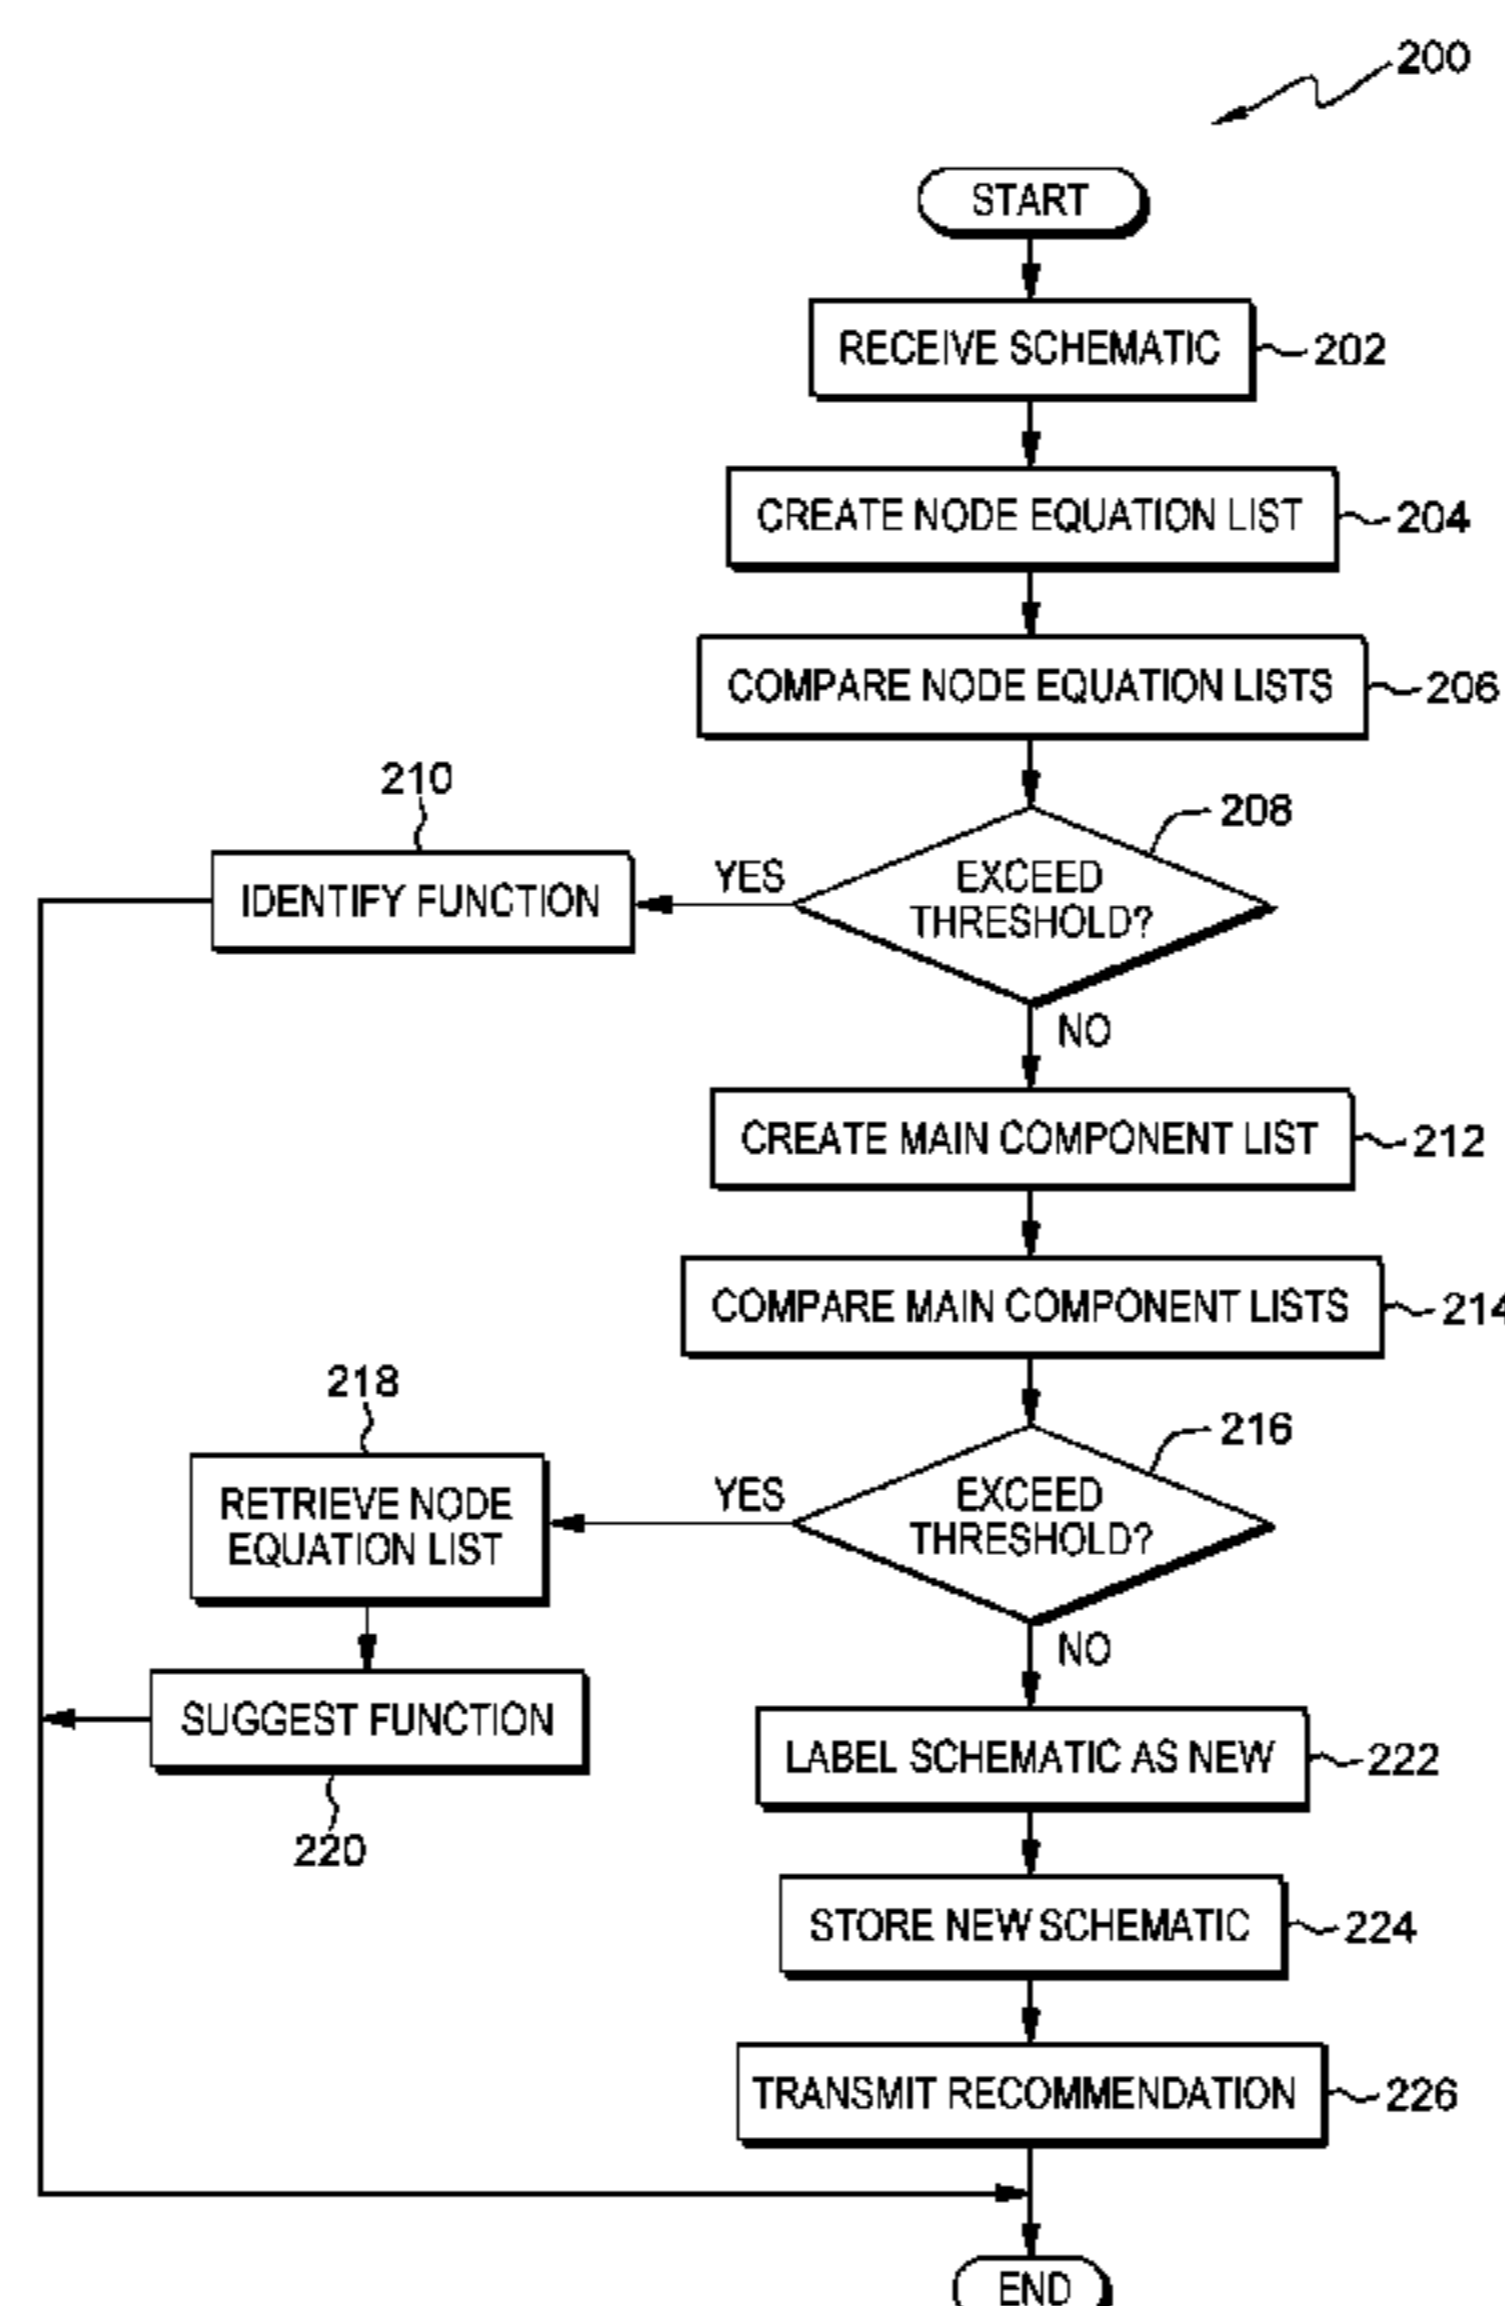 200
START
RECEIVE SCHEMATIC
202
CREATE NODE EQUATION LIST
204
COMPARE NODE EQUATION LISTS
206
210
208
IDENTIFY FUNCTION
YES
EXCEED
THRESHOLD?
NO
CREATE MAIN COMPONENT LIST
212
COMPARE MAIN COMPONENT LISTS
214
218
216
RETRIEVE NODE
EQUATION LIST
YES
EXCEED
THRESHOLD?
NO
SUGGEST FUNCTION
220
LABEL SCHEMATIC AS NEW
222
STORE NEW SCHEMATIC
224
TRANSMIT RECOMMENDATION
226
END